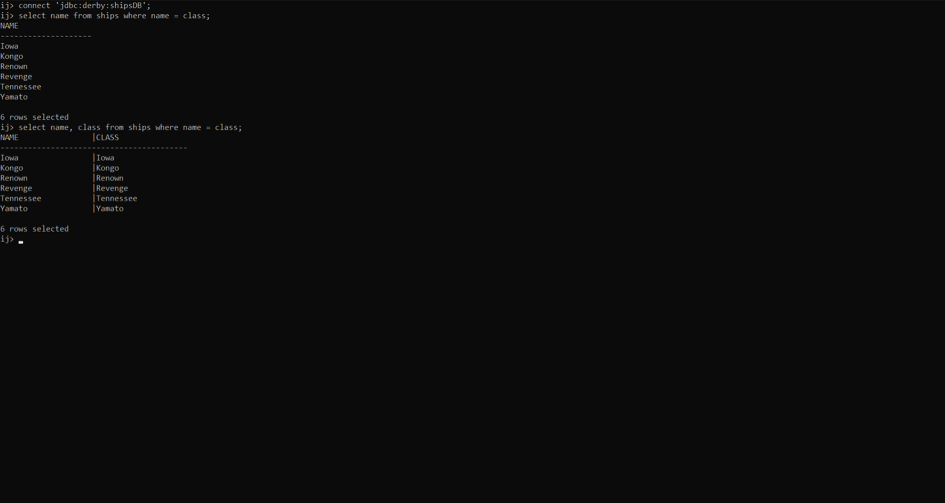 ij> connect 'jdbc:derby:shipsDB';
ij> select name from ships where name = class;
NAME
--------------------
Iowa
Kongo
Renown
Revenge
Tennessee
Yamato

6 rows selected
ij> select name, class from ships where name = class;
NAME                |CLASS
-----------------------------------------
Iowa                |Iowa
Kongo               |Kongo
Renown              |Renown
Revenge             |Revenge
Tennessee           |Tennessee
Yamato              |Yamato

6 rows selected
ij>